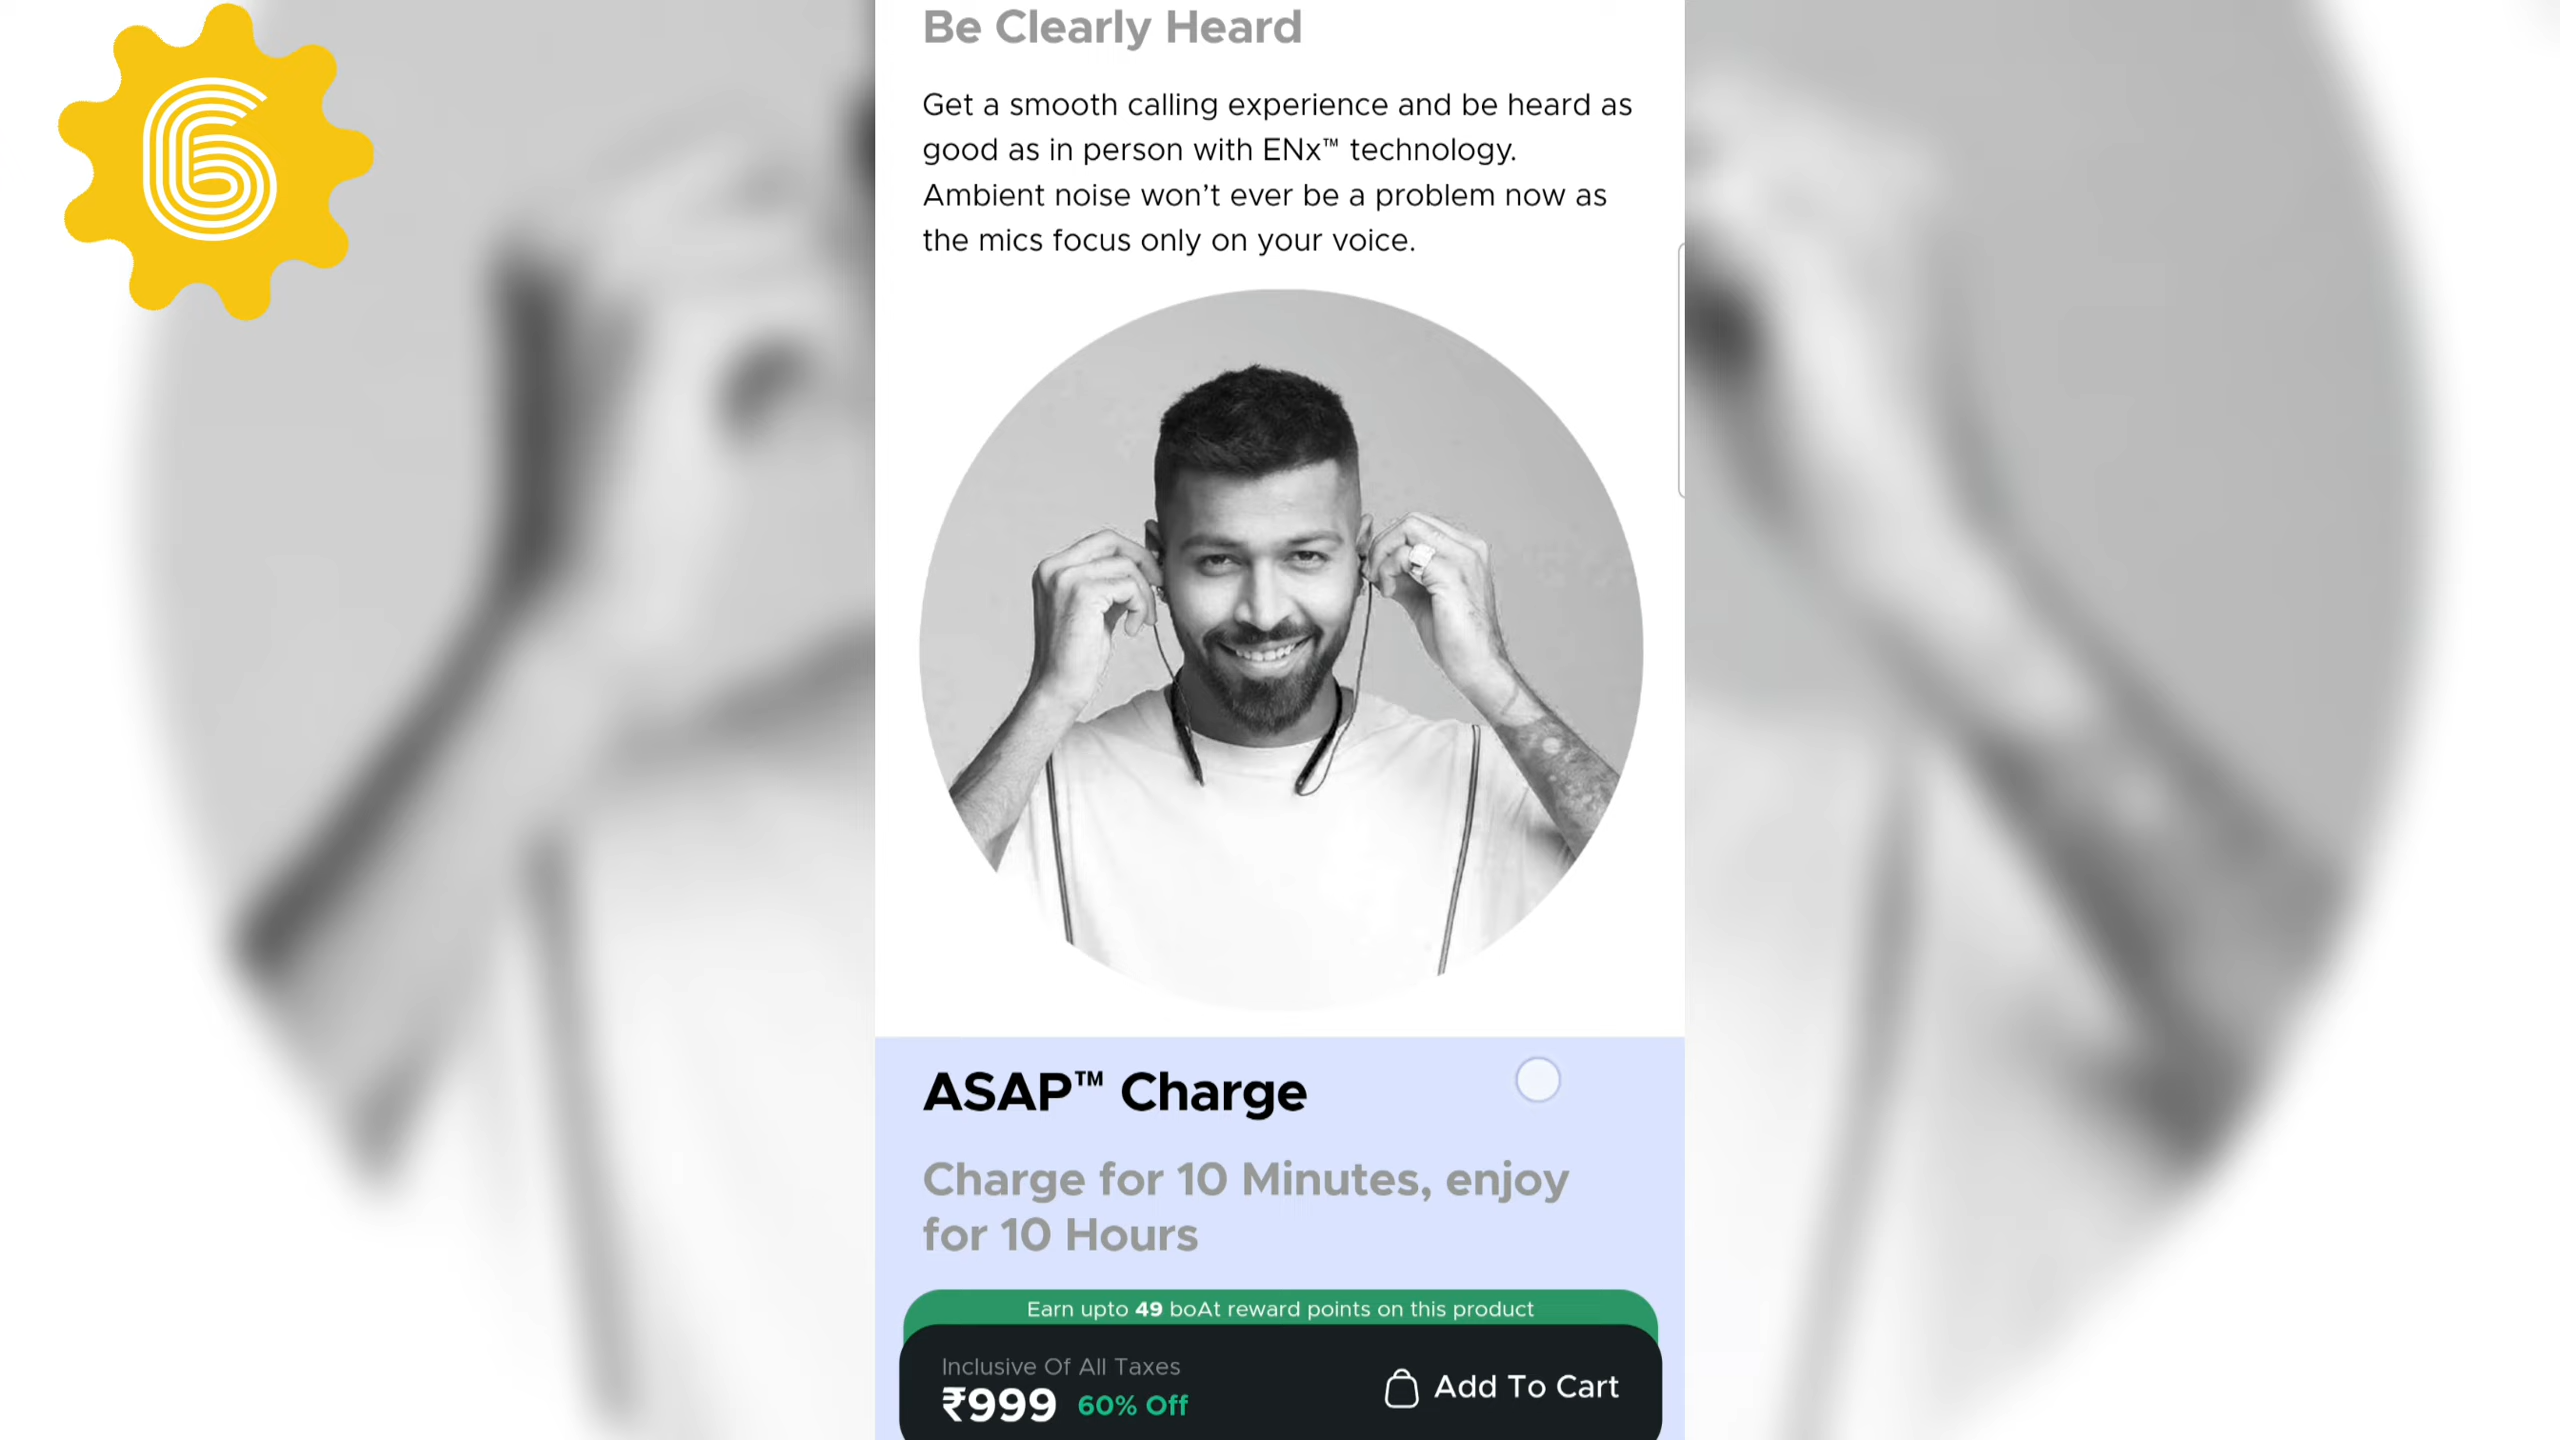 6
Be Clearly Heard
Get a smooth calling experience and be heard as
good as in person with ENx™ technology.
Ambient noise won't ever be a problem now as
the mics focus only on your voice.
ASAP™ Charge
Charge for 10 Minutes, enjoy
for 10 Hours
Earn upto 49 boAt reward points on this product
Inclusive Of All Taxes
₹999 60% Off
Add To Cart